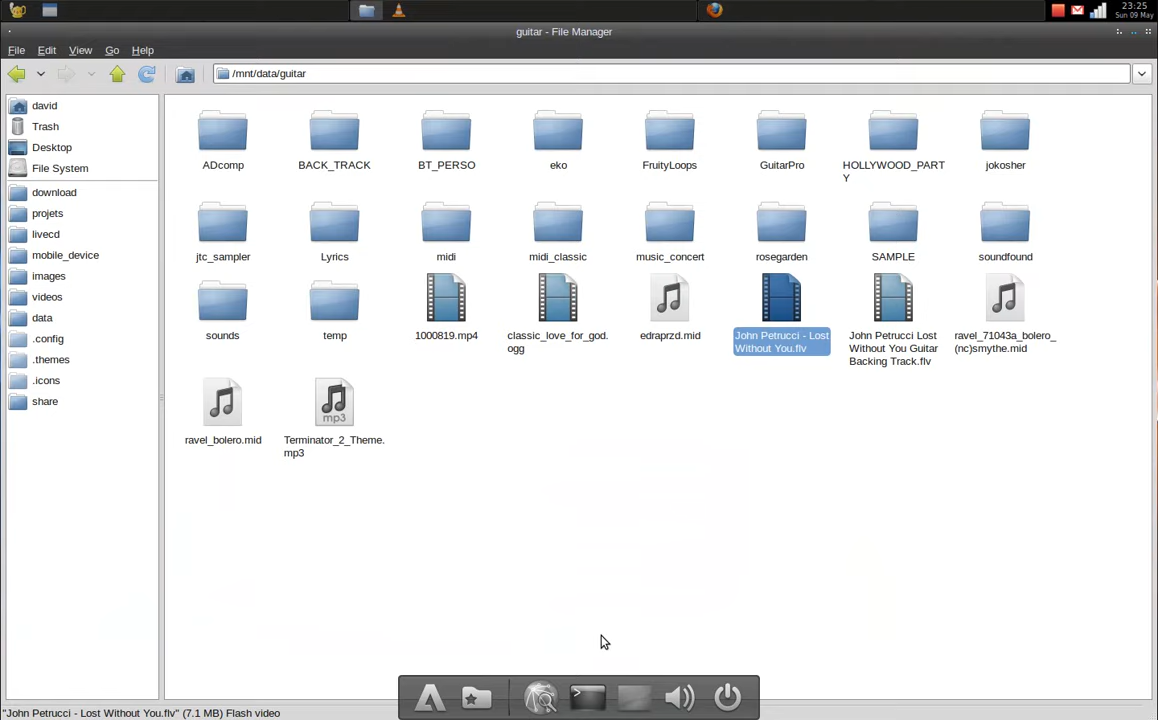 23:25
Sun 09 May
guitar - File Manager
File Edit View Go Help
/mnt/data/guitar
david
Trash
Desktop
File System
download
projets
livecd
mobile_device
images
videos
data
.config
.themes
.icons
share
ADcomp BACK_TRACK BT_PERSO eko FruityLoops GuitarPro HOLLYWOOD_PART jokosher
Y
jtc_sampler Lyrics midi midi_classic music_concert rosegarden SAMPLE soundfound
sounds temp 1000819.mp4 classic_love_for_god. edraprzd.mid John Petrucci - Lost John Petrucci Lost ravel_71043a_bolero_
ogg Without You.flv Without You Guitar (nc)smythe.mid
Backing Track.flv
mp3
ravel_bolero.mid Terminator_2_Theme.
mp3
"John Petrucci - Lost Without You.flv" (7.1 MB) Flash video